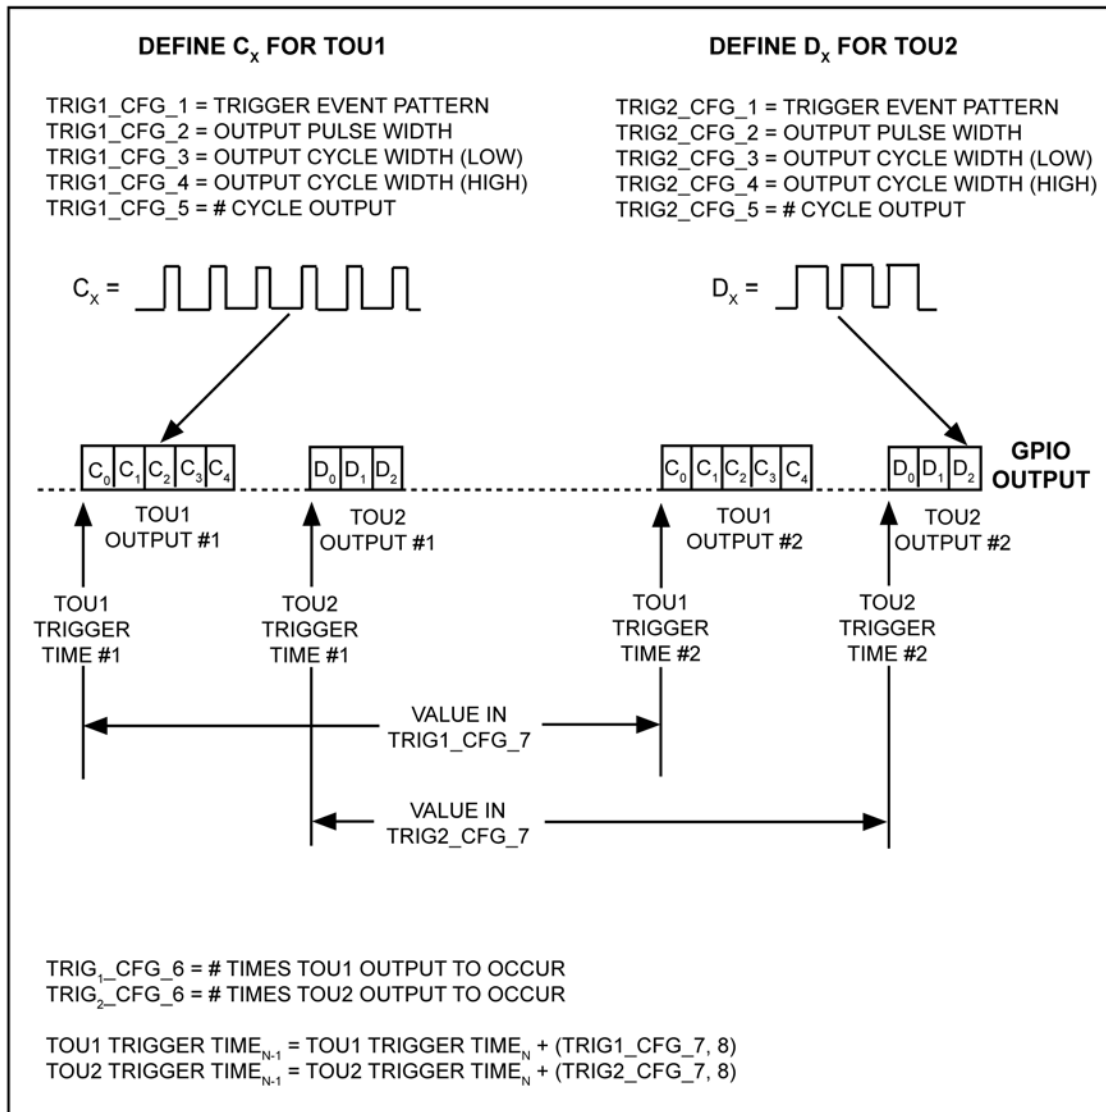 DEFINE Cₓ FOR TOU1
TRIG1_CFG_1 = TRIGGER EVENT PATTERN
TRIG1_CFG_2 = OUTPUT PULSE WIDTH
TRIG1_CFG_3 = OUTPUT CYCLE WIDTH (LOW)
TRIG1_CFG_4 = OUTPUT CYCLE WIDTH (HIGH)
TRIG1_CFG_5 = # CYCLE OUTPUT
Cₓ =
DEFINE Dₓ FOR TOU2
TRIG2_CFG_1 = TRIGGER EVENT PATTERN
TRIG2_CFG_2 = OUTPUT PULSE WIDTH
TRIG2_CFG_3 = OUTPUT CYCLE WIDTH (LOW)
TRIG2_CFG_4 = OUTPUT CYCLE WIDTH (HIGH)
TRIG2_CFG_5 = # CYCLE OUTPUT
Dₓ =
C₀ C₁ C₂ C₃ C₄
D₀ D₁ D₂
C₀ C₁ C₂ C₃ C₄
D₀ D₁ D₂
GPIO
OUTPUT
TOU1
OUTPUT #1
TOU2
OUTPUT #1
TOU1
OUTPUT #2
TOU2
OUTPUT #2
TOU1
TRIGGER
TIME #1
TOU2
TRIGGER
TIME #1
TOU1
TRIGGER
TIME #2
TOU2
TRIGGER
TIME #2
VALUE IN
TRIG1_CFG_7
VALUE IN
TRIG2_CFG_7
TRIG₁_CFG_6 = # TIMES TOU1 OUTPUT TO OCCUR
TRIG₂_CFG_6 = # TIMES TOU2 OUTPUT TO OCCUR
TOU1 TRIGGER TIME_N-1 = TOU1 TRIGGER TIME_N + (TRIG1_CFG_7, 8)
TOU2 TRIGGER TIME_N-1 = TOU2 TRIGGER TIME_N + (TRIG2_CFG_7, 8)